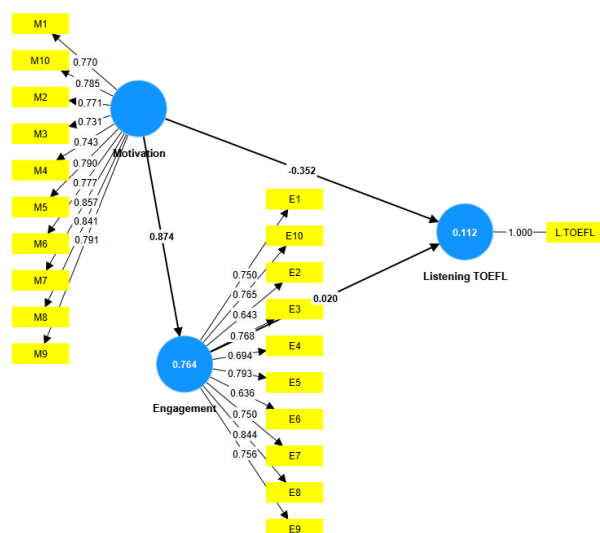 M1
M10
M2
M3
M4
M5
M6
M7
M8
M9
0.770
0.785
0.771
0.731
0.743
0.790
0.777
0.857
0.841
0.791
Motivation
-0.352
0.874
0.020
E1
E10
E2
E3
E4
E5
E6
E7
E8
E9
0.750
0.765
0.643
0.768
0.694
0.793
0.636
0.750
0.844
0.756
0.764
Engagement
0.112
Listening TOEFL
1.000
L.TOEFL